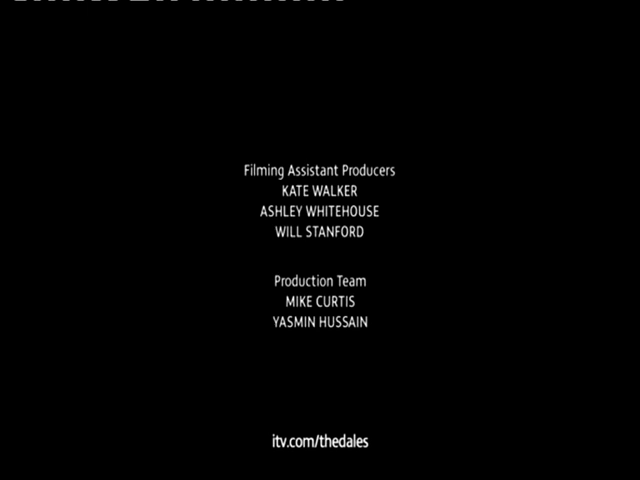 Filming Assistant Producers
KATE WALKER
ASHLEY WHITEHOUSE
WILL STANFORD
Production Team
MIKE CURTIS
YASMIN HUSSAIN
itv.com/thedales